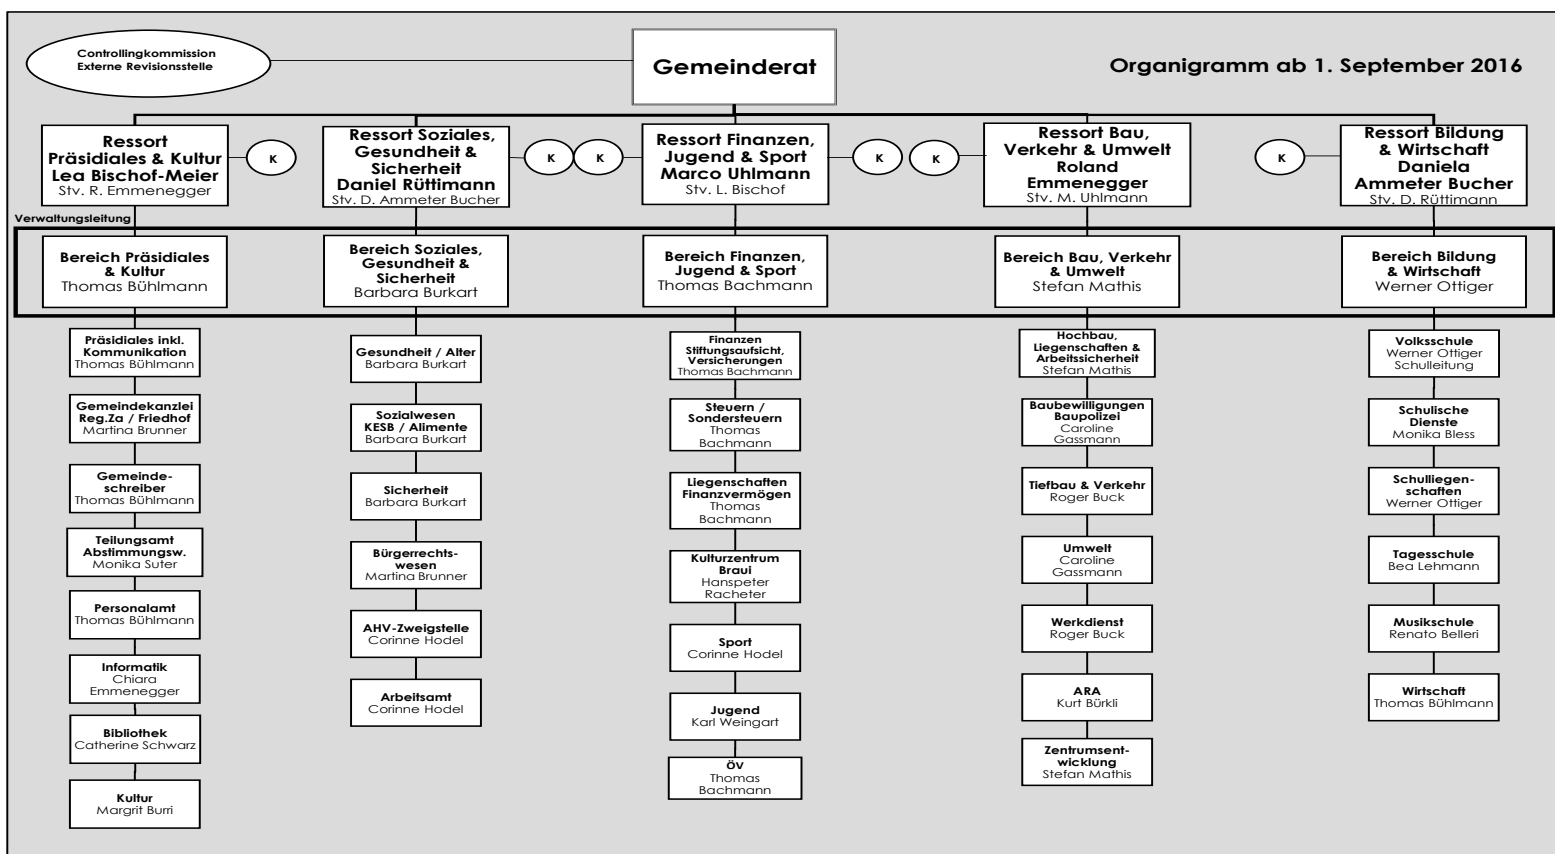 Controllingkommission
Externe Revisionsstelle
Gemeinderat
Organigramm ab 1. September 2016
Ressort
Präsidiales & Kultur
Lea Bischof-Meier
Stv. R. Emmenegger
K
Ressort Soziales,
Gesundheit &
Sicherheit
Daniel Rüttimann
Stv. D. Ammeter Bucher
K
K
Ressort Finanzen,
Jugend & Sport
Marco Uhlmann
Stv. L. Bischof
K
K
Ressort Bau,
Verkehr & Umwelt
Roland
Emmenegger
Stv. M. Uhlmann
K
Ressort Bildung
& Wirtschaft
Daniela
Ammeter Bucher
Stv. D. Rüttimann
Verwaltungsleitung
Bereich Präsidiales
& Kultur
Thomas Bühlmann
Bereich Soziales,
Gesundheit &
Sicherheit
Barbara Burkart
Bereich Finanzen,
Jugend & Sport
Thomas Bachmann
Bereich Bau, Verkehr
& Umwelt
Stefan Mathis
Bereich Bildung
& Wirtschaft
Werner Ottiger
Präsidiales inkl.
Kommunikation
Thomas Bühlmann
Gemeindekanzlei
Reg.Za / Friedhof
Martina Brunner
Gemeinde-
schreiber
Thomas Bühlmann
Teilungsamt
Abstimmungsw.
Monika Suter
Personalamt
Thomas Bühlmann
Informatik
Chiara
Emmenegger
Bibliothek
Catherine Schwarz
Kultur
Margrit Burri
Gesundheit / Alter
Barbara Burkart
Sozialwesen
KESB / Alimente
Barbara Burkart
Sicherheit
Barbara Burkart
Bürgerrechts-
wesen
Martina Brunner
AHV-Zweigstelle
Corinne Hodel
Arbeitsamt
Corinne Hodel
Finanzen
Stiftungsaufsicht,
Versicherungen
Thomas Bachmann
Steuern /
Sondersteuern
Thomas
Bachmann
Liegenschaften
Finanzvermögen
Thomas
Bachmann
Kulturzentrum
Braui
Hanspeter
Racheter
Sport
Corinne Hodel
Jugend
Karl Weingart
ÖV
Thomas
Bachmann
Hochbau,
Liegenschaften &
Arbeitssicherheit
Stefan Mathis
Baubewilligungen
Baupolizei
Caroline
Gassmann
Tiefbau & Verkehr
Roger Buck
Umwelt
Caroline
Gassmann
Werkdienst
Roger Buck
ARA
Kurt Bürkli
Zentrumsent-
wicklung
Stefan Mathis
Volksschule
Werner Ottiger
Schulleitung
Schulische
Dienste
Monika Bless
Schulliegen-
schaften
Werner Ottiger
Tagesschule
Bea Lehmann
Musikschule
Renato Belleri
Wirtschaft
Thomas Bühlmann